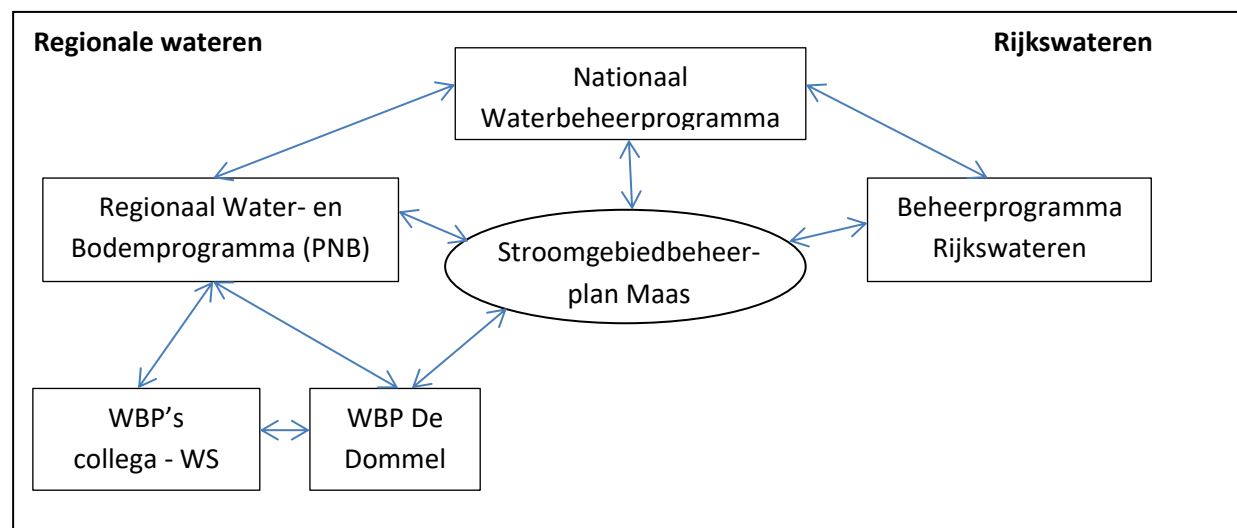 Regionale wateren
Rijkswateren
Nationaal
Waterbeheerprogramma
Regionaal Water- en
Bodemprogramma (PNB)
Stroomgebiedbeheer-
plan Maas
Beheerprogramma
Rijkswateren
WBP’s
collega - WS
WBP De
Dommel